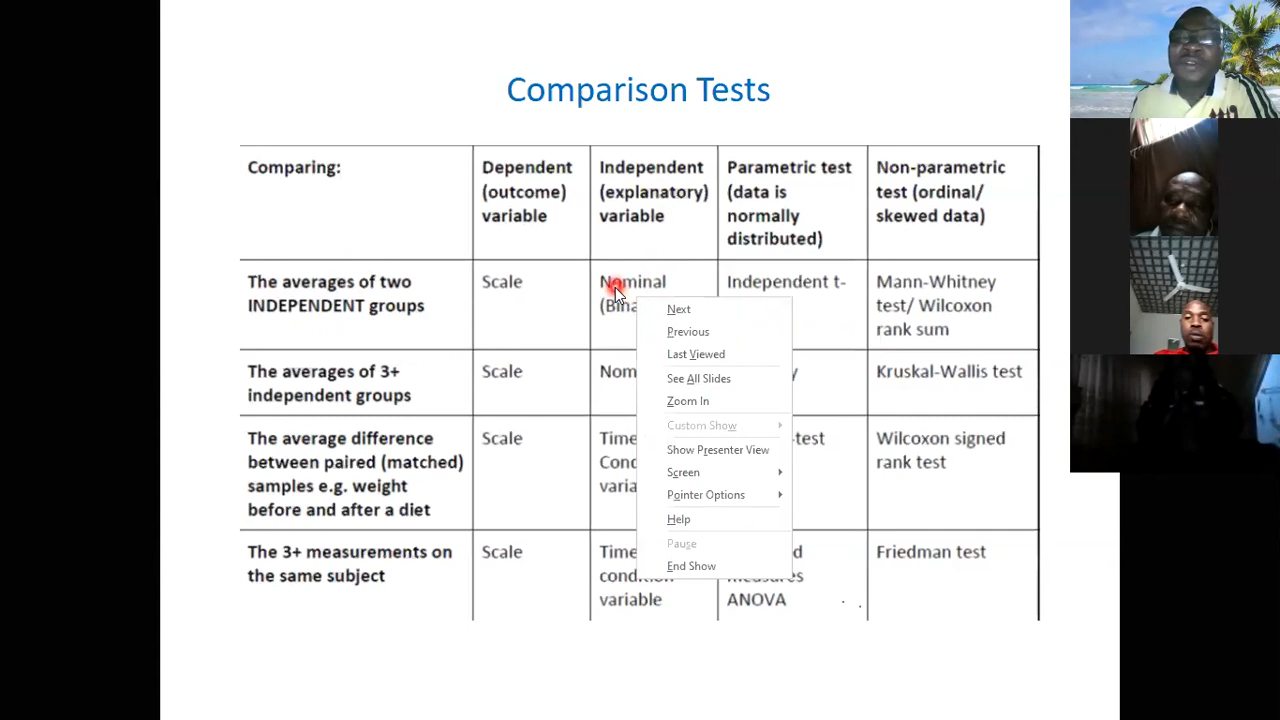 Comparison Tests
Comparing:
Dependent
(outcome)
variable
Independent
(explanatory)
variable
Parametric test
(data is
normally
distributed)
Non-parametric
test (ordinal/
skewed data)
The averages of two
INDEPENDENT groups
Scale
Nominal
Independent t-
Mann-Whitney
test/ Wilcoxon
rank sum
The averages of 3+
independent groups
Scale
Kruskal-Wallis test
The average difference
between paired (matched)
samples e.g. weight
before and after a diet
Scale
Time
-test
Wilcoxon signed
rank test
The 3+ measurements on
the same subject
Scale
Time
condition
variable
measures
ANOVA
Friedman test
Next
Previous
Last Viewed
See All Slides
Zoom In
Custom Show
Show Presenter View
Screen
Pointer Options
Help
Pause
End Show